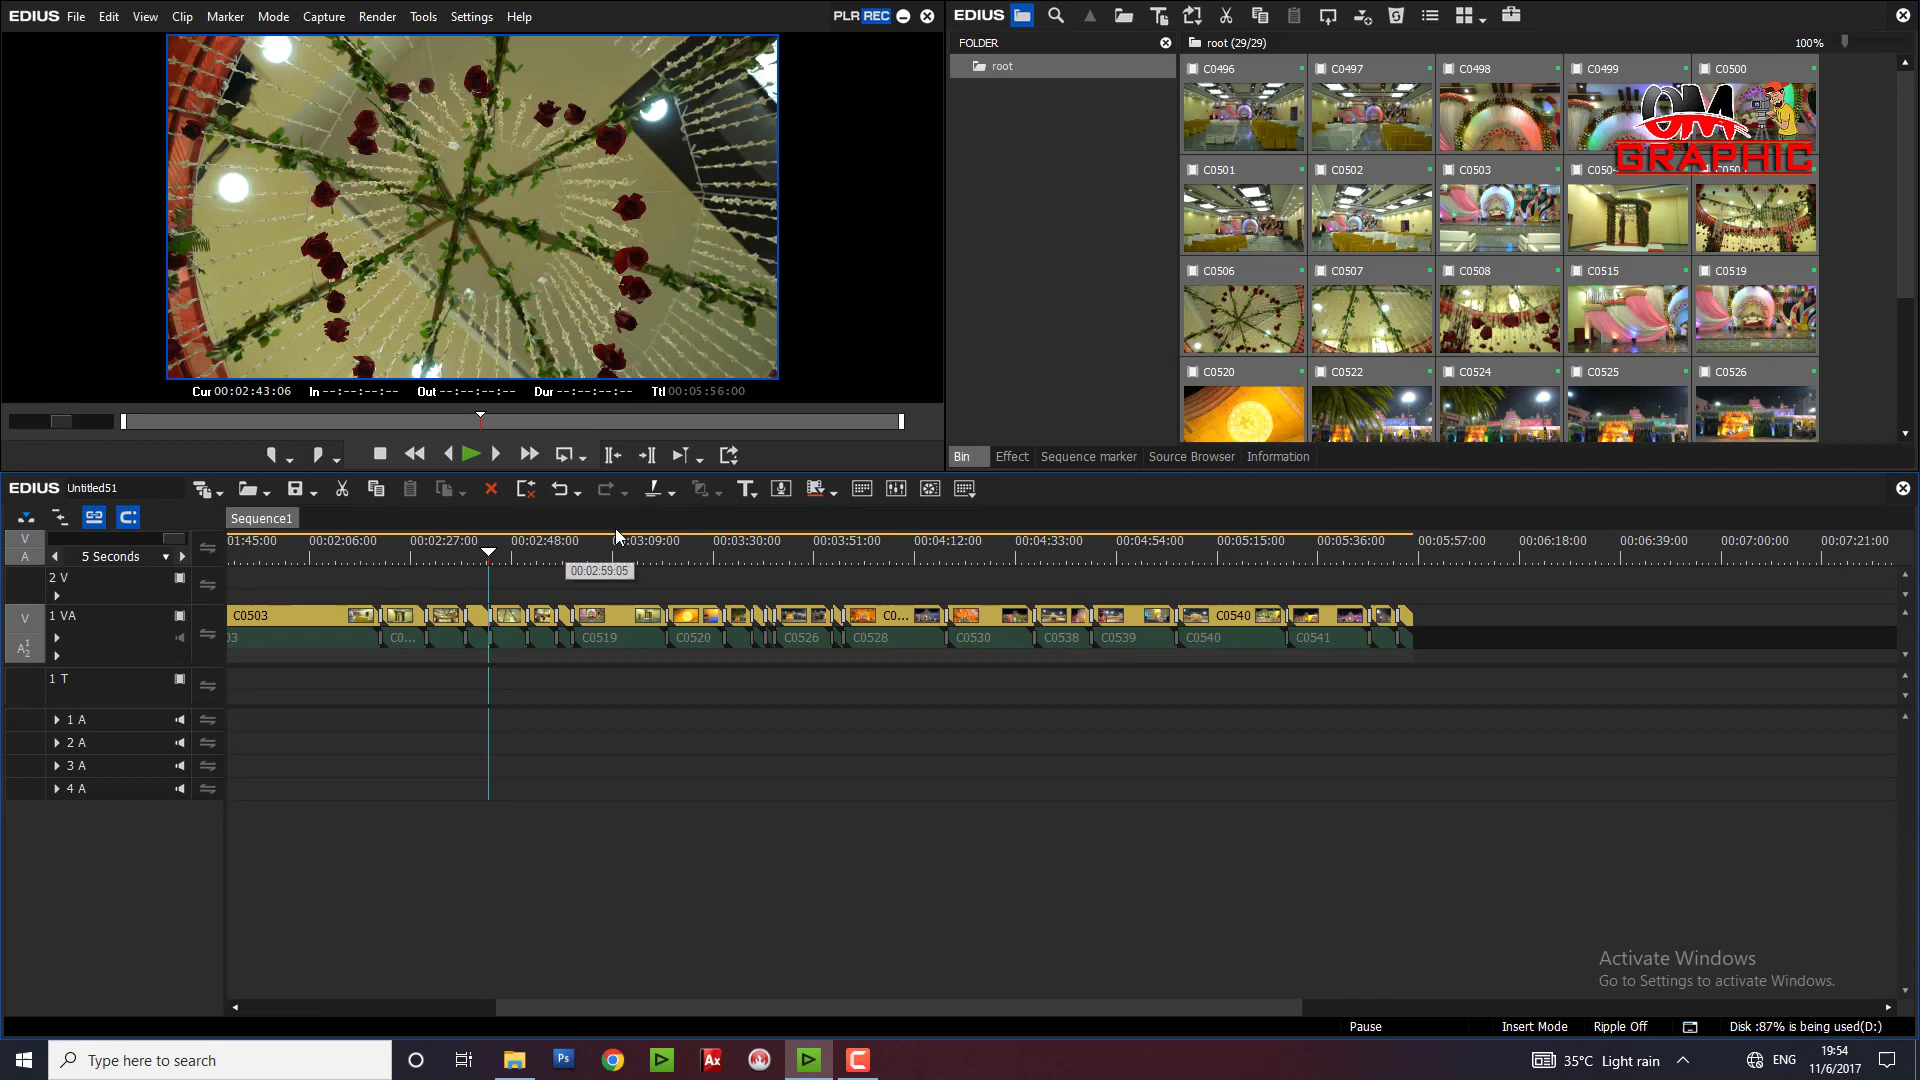 EDIUS File Edit View Clip Marker Mode Capture Render Tools Settings Help PLR REC
Cur 00:02:43:06 In --:--:--:-- Out --:--:--:-- Dur --:--:--:-- Ttl 00:05:56:00
EDIUS
FOLDER
root
root (29/29) 100%
C0496 C0497 C0498 C0499 C0500
OM
GRAPHIC
C0501 C0502 C0503
C0506 C0507 C0508 C0515 C0519
C0520 C0522 C0524 C0525 C0526
Bin Effect Sequence marker Source Browser Information
EDIUS Untitled51
Sequence1
V
A 5 Seconds
01:45:00 00:02:06:00 00:02:27:00 00:02:48:00 00:03:09:00 00:03:30:00 00:03:51:00 00:04:12:00 00:04:33:00 00:04:54:00 00:05:15:00 00:05:36:00 00:05:57:00 00:06:18:00 00:06:39:00 00:07:00:00 00:07:21:00
00:02:59:05
2 V
V 1 VA C0503 C0... C0540
03 C0... C0519 C0520 C0526 C0528 C0530 C0538 C0539 C0540 C0541
A 1 2
1 T
1 A
2 A
3 A
4 A
Activate Windows
Go to Settings to activate Windows.
Pause Insert Mode Ripple Off Disk :87% is being used(D:)
Type here to search Ps Ax C 35°C Light rain ENG 19:54
11/6/2017